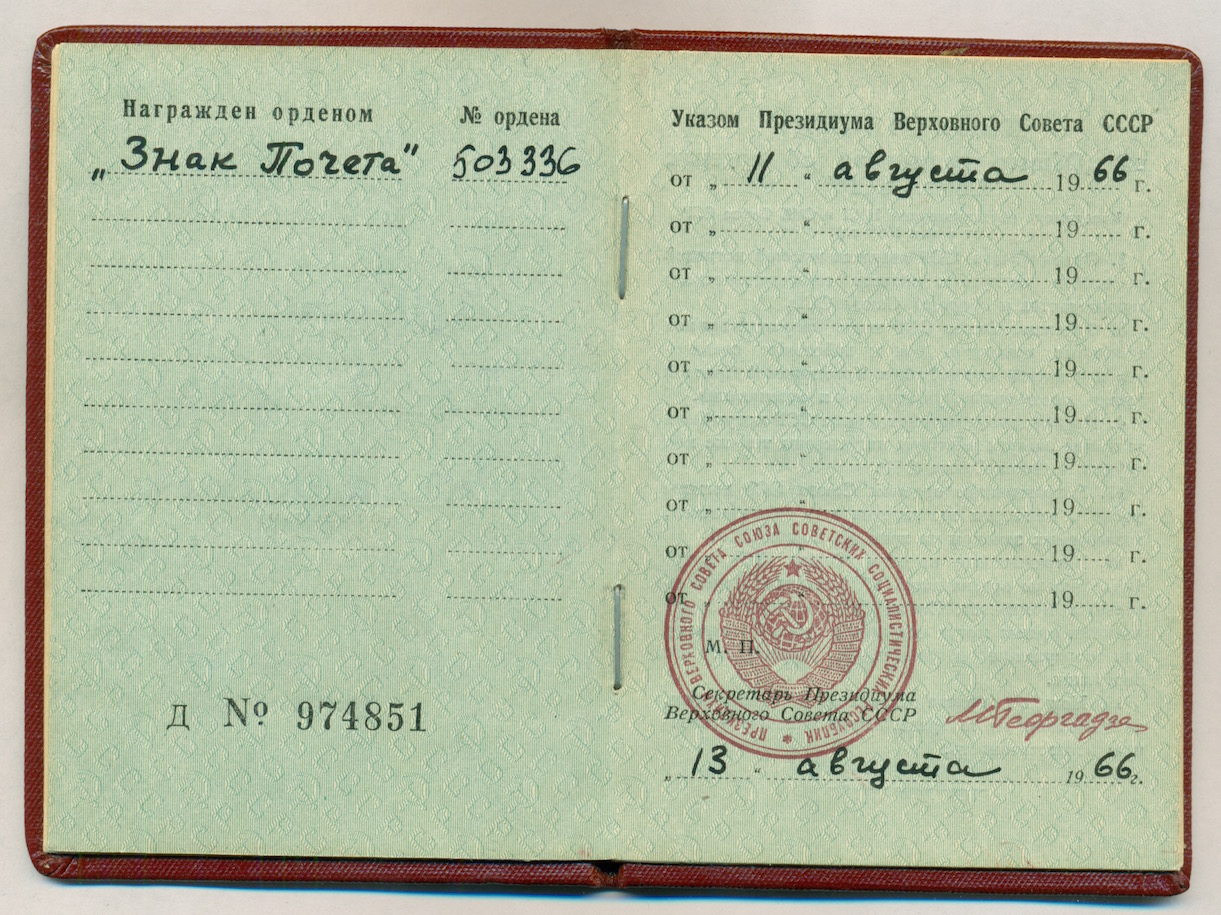 Награжден орденом
№ ордена
„Знак Почета"
503336
Д № 974851
Указом Президиума Верховного Совета СССР
от „ 11 “ августа 1966 г.
от „ “ 19 г.
от „ “ 19 г.
от „ “ 19 г.
от „ “ 19 г.
от „ “ 19 г.
от „ “ 19 г.
от „ “ 19 г.
от „ “ 19 г.
от „ “ 19 г.
ПРЕЗИДИУМ ВЕРХОВНОГО СОВЕТА СОЮЗА СОВЕТСКИХ СОЦИАЛИСТИЧЕСКИХ РЕСПУБЛИК
М. П.
Секретарь Президиума
Верховного Совета СССР
МГеоргадзе
„ 13 “ августа 1966 г.